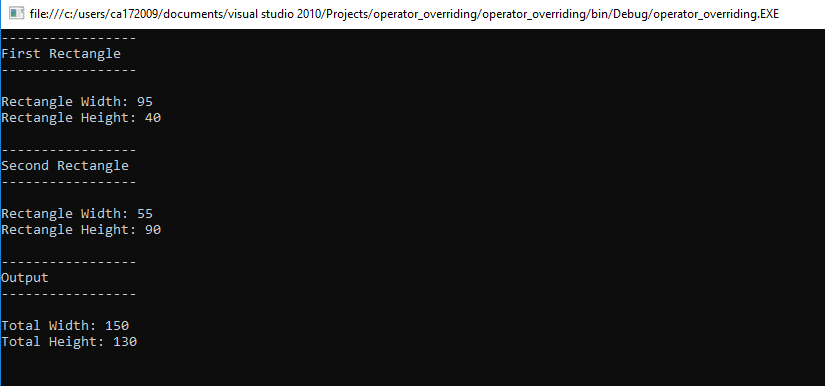 file:///c:/users/ca172009/documents/visual studio 2010/Projects/operator_overriding/operator_overriding/bin/Debug/operator_overriding.EXE
-----------------
First Rectangle
-----------------
Rectangle Width: 95
Rectangle Height: 40
-----------------
Second Rectangle
-----------------
Rectangle Width: 55
Rectangle Height: 90
-----------------
Output
-----------------
Total Width: 150
Total Height: 130